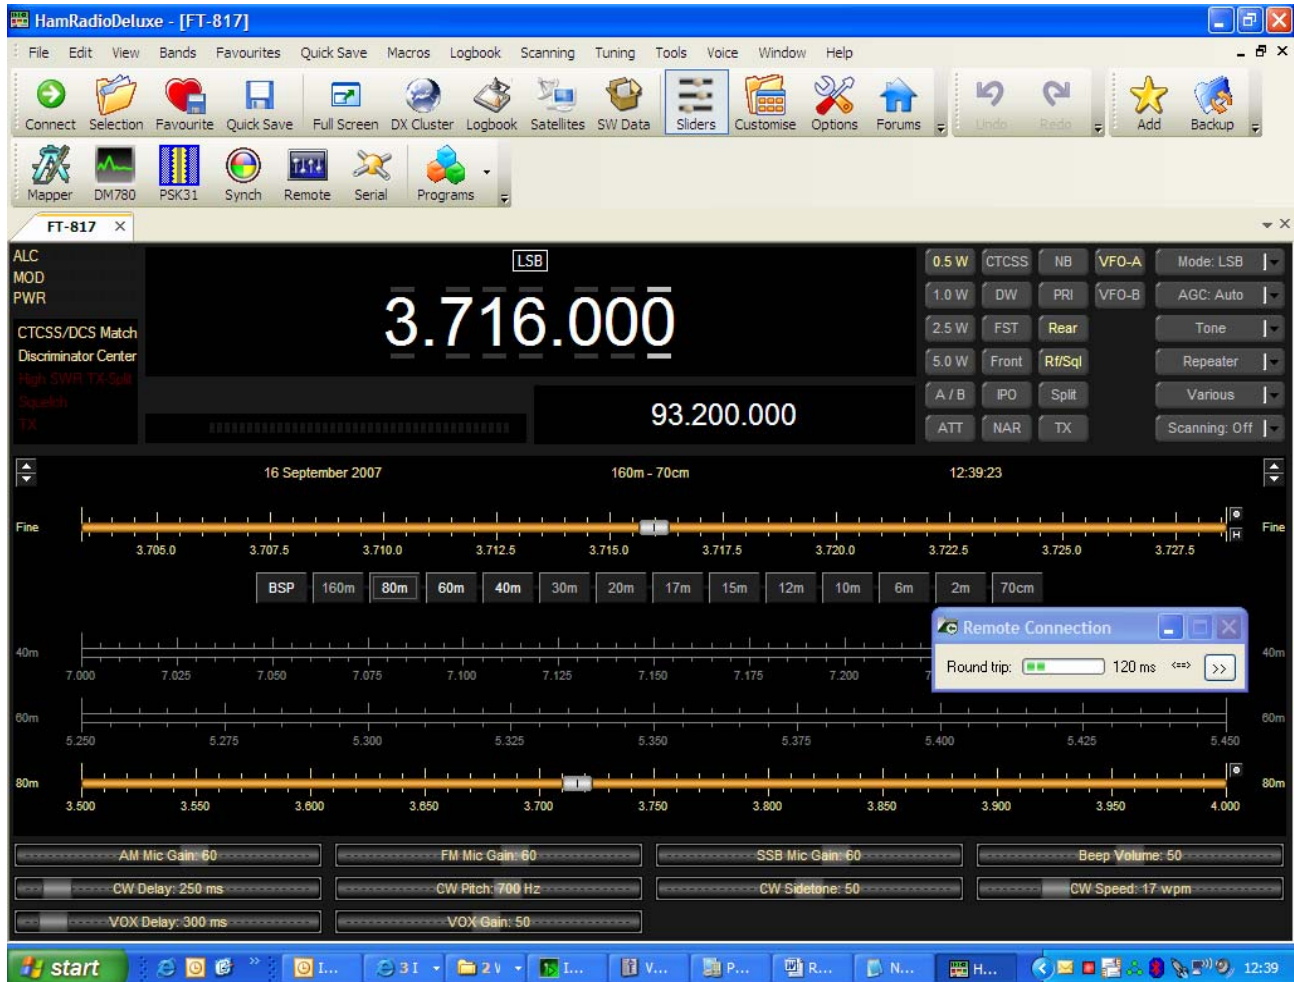 HamRadioDeluxe - [FT-817]
File Edit View Bands Favourites Quick Save Macros Logbook Scanning Tuning Tools Voice Window Help
Connect Selection Favourite Quick Save Full Screen DX Cluster Logbook Satellites SW Data Sliders Customise Options Forums Undo Redo Add Backup
Mapper DM780 PSK31 Synch Remote Serial Programs
FT-817
ALC
MOD
PWR
CTCSS/DCS Match
Discriminator Center
High SWR TX-Split
Squelch
TX
LSB
3.716.000
93.200.000
0.5 W CTCSS NB VFO-A Mode: LSB
1.0 W DW PRI VFO-B AGC: Auto
2.5 W FST Rear Tone
5.0 W Front Rf/Sql Repeater
A / B IPO Split Various
ATT NAR TX Scanning: Off
16 September 2007 160m - 70cm 12:39:23
Fine Fine
H
3.705.0 3.707.5 3.710.0 3.712.5 3.715.0 3.717.5 3.720.0 3.722.5 3.725.0 3.727.5
BSP 160m 80m 60m 40m 30m 20m 17m 15m 12m 10m 6m 2m 70cm
Remote Connection
Round trip: 120 ms <==> >>
40m 40m
7.000 7.025 7.050 7.075 7.100 7.125 7.150 7.175 7.200
60m 60m
5.250 5.275 5.300 5.325 5.350 5.375 5.400 5.425 5.450
80m 80m
3.500 3.550 3.600 3.650 3.700 3.750 3.800 3.850 3.900 3.950 4.000
AM Mic Gain: 60 FM Mic Gain: 60 SSB Mic Gain: 60 Beep Volume: 50
CW Delay: 250 ms CW Pitch: 700 Hz CW Sidetone: 50 CW Speed: 17 wpm
VOX Delay: 300 ms VOX Gain: 50
start I... 3 I 2 \ I... V... P... R... N... H... 12:39